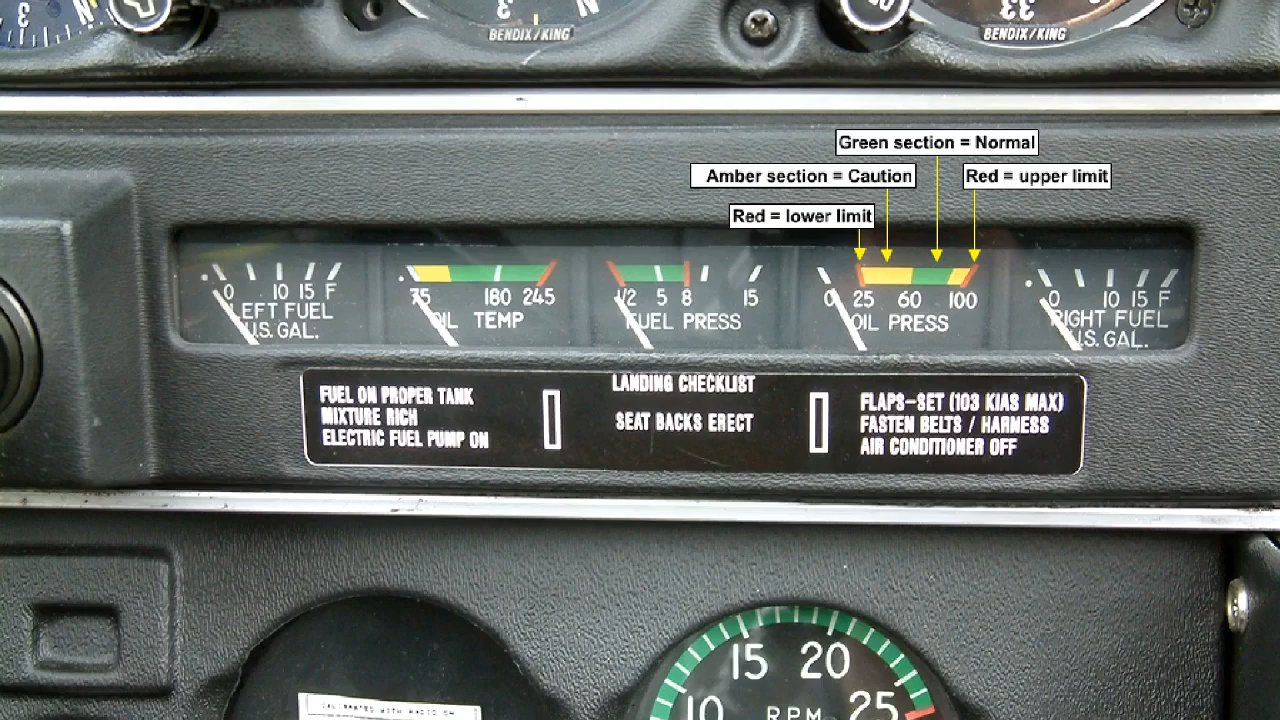 3 N
BENDIX/KING
33
BENDIX/KING
Green section = Normal
Amber section = Caution
Red = upper limit
Red = lower limit
0 10 15 F
LEFT FUEL
U.S. GAL.
75 180 245
OIL TEMP
1/2 5 8 15
FUEL PRESS
0 25 60 100
OIL PRESS
0 10 15 F
RIGHT FUEL
U.S. GAL.
LANDING CHECKLIST
FUEL ON PROPER TANK
MIXTURE RICH
ELECTRIC FUEL PUMP ON
SEAT BACKS ERECT
FLAPS-SET (103 KIAS MAX)
FASTEN BELTS / HARNESS
AIR CONDITIONER OFF
10 15 20 25
RPM